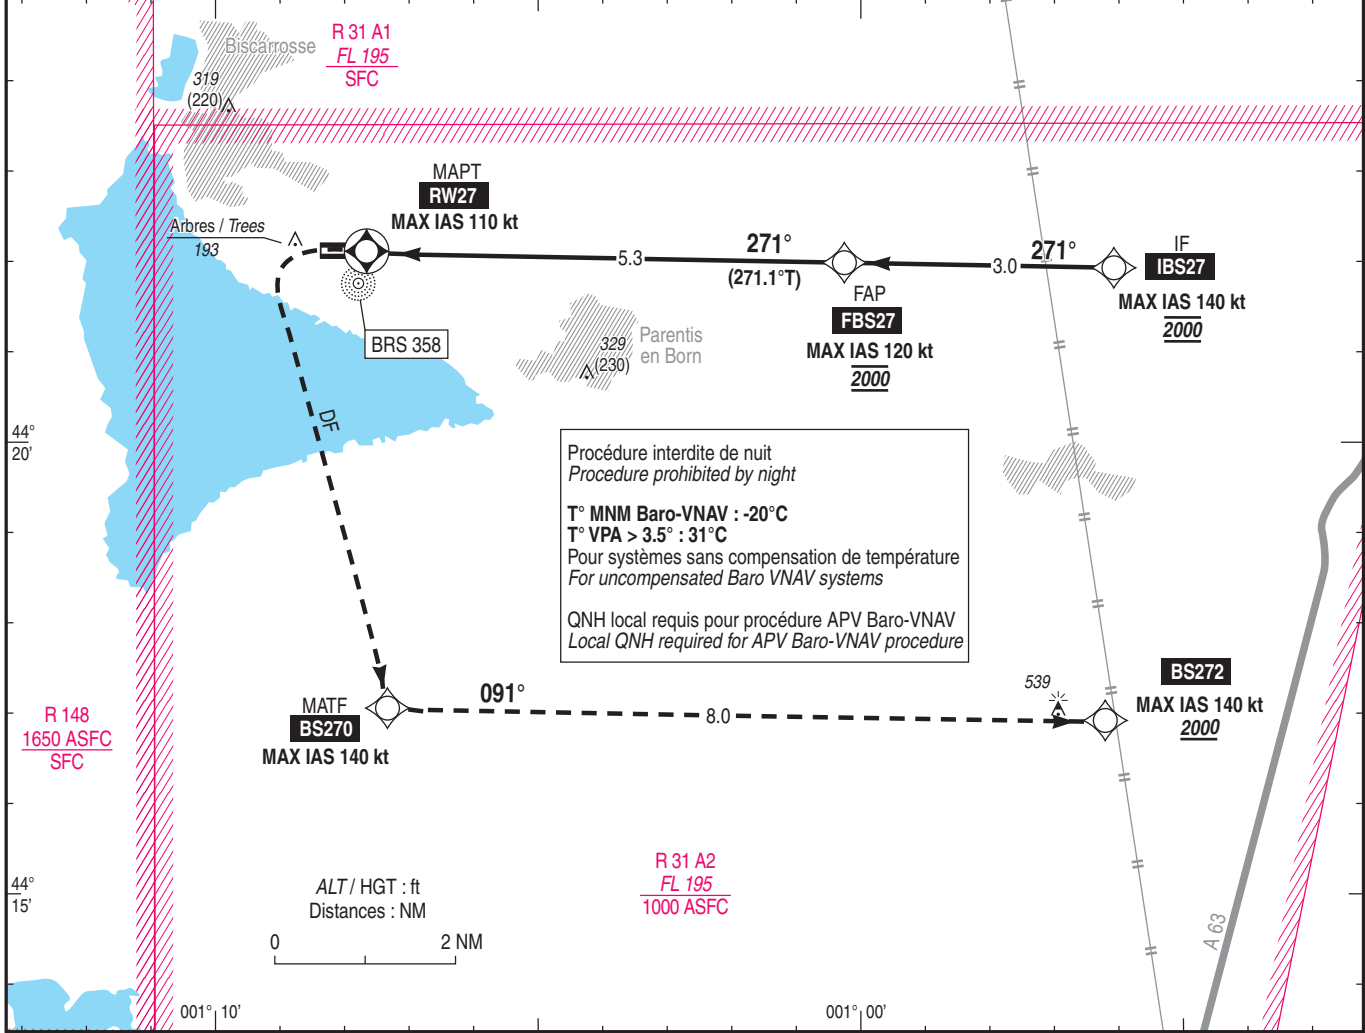 R 31 A1
FL 195
SFC
Biscarrosse
319
(220)
MAPT
RW27
MAX IAS 110 kt
Arbres / Trees
193
BRS 358
5.3
271°
(271.1°T)
3.0
271°
IF
IBS27
MAX IAS 140 kt
2000
FAP
FBS27
MAX IAS 120 kt
2000
329
(230)
Parentis
en Born
DF
44°
20'
Procédure interdite de nuit
Procedure prohibited by night
T° MNM Baro-VNAV : -20°C
T° VPA > 3.5° : 31°C
Pour systèmes sans compensation de température
For uncompensated Baro VNAV systems
QNH local requis pour procédure APV Baro-VNAV
Local QNH required for APV Baro-VNAV procedure
MATF
BS270
MAX IAS 140 kt
091°
8.0
539
BS272
MAX IAS 140 kt
2000
R 148
1650 ASFC
SFC
R 31 A2
FL 195
1000 ASFC
44°
15'
ALT / HGT : ft
Distances : NM
0 2 NM
A 63
001° 10'
001° 00'